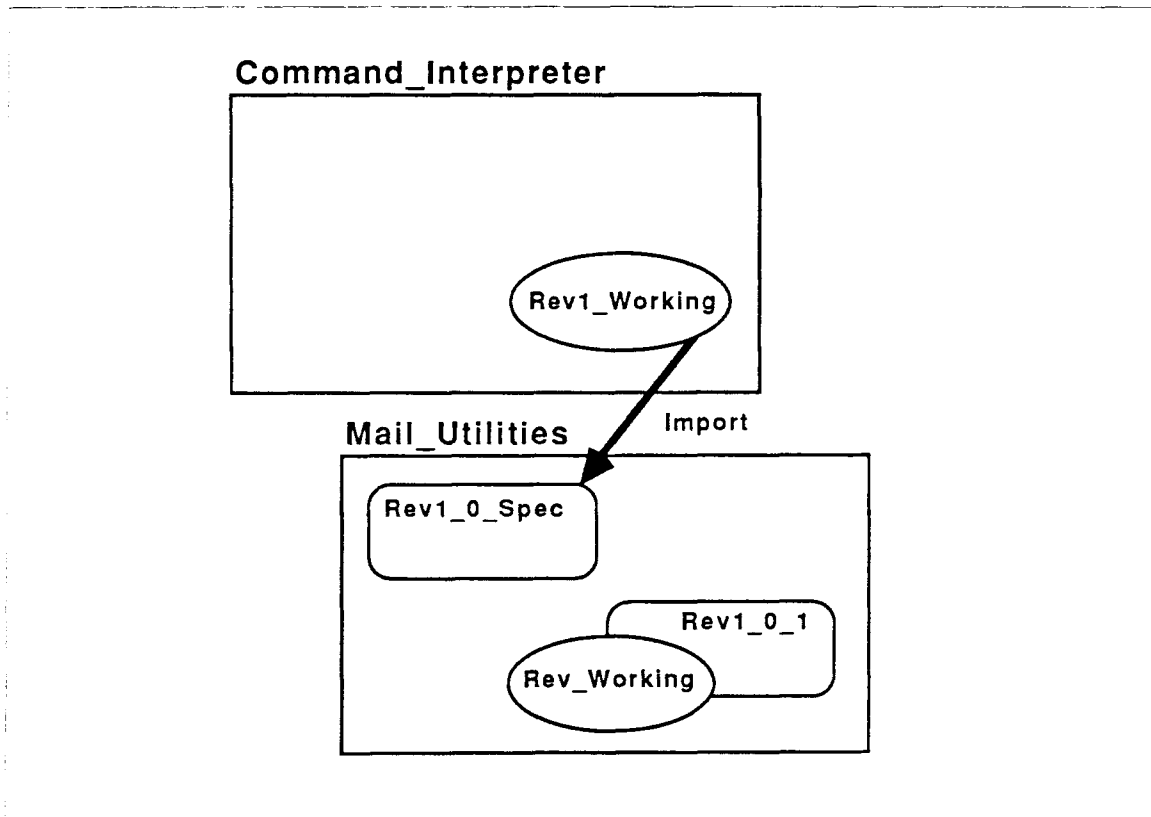 Command_Interpreter
Rev1_Working
Import
Mail_Utilities
Rev1_0_Spec
Rev1_0_1
Rev_Working